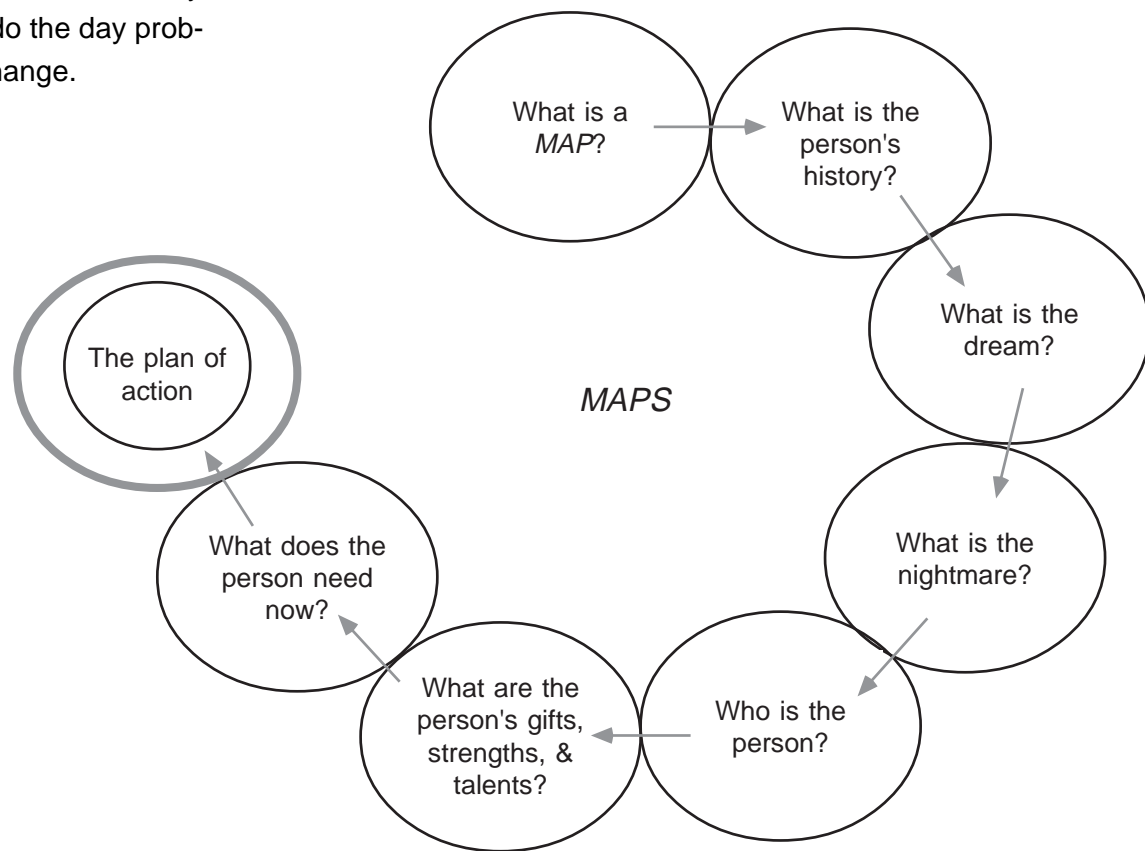 do the day prob-
hange.
What is a
MAP?
What is the
person's
history?
What is the
dream?
What is the
nightmare?
Who is the
person?
What are the
person's gifts,
strengths, &
talents?
What does the
person need
now?
The plan of
action
MAPS